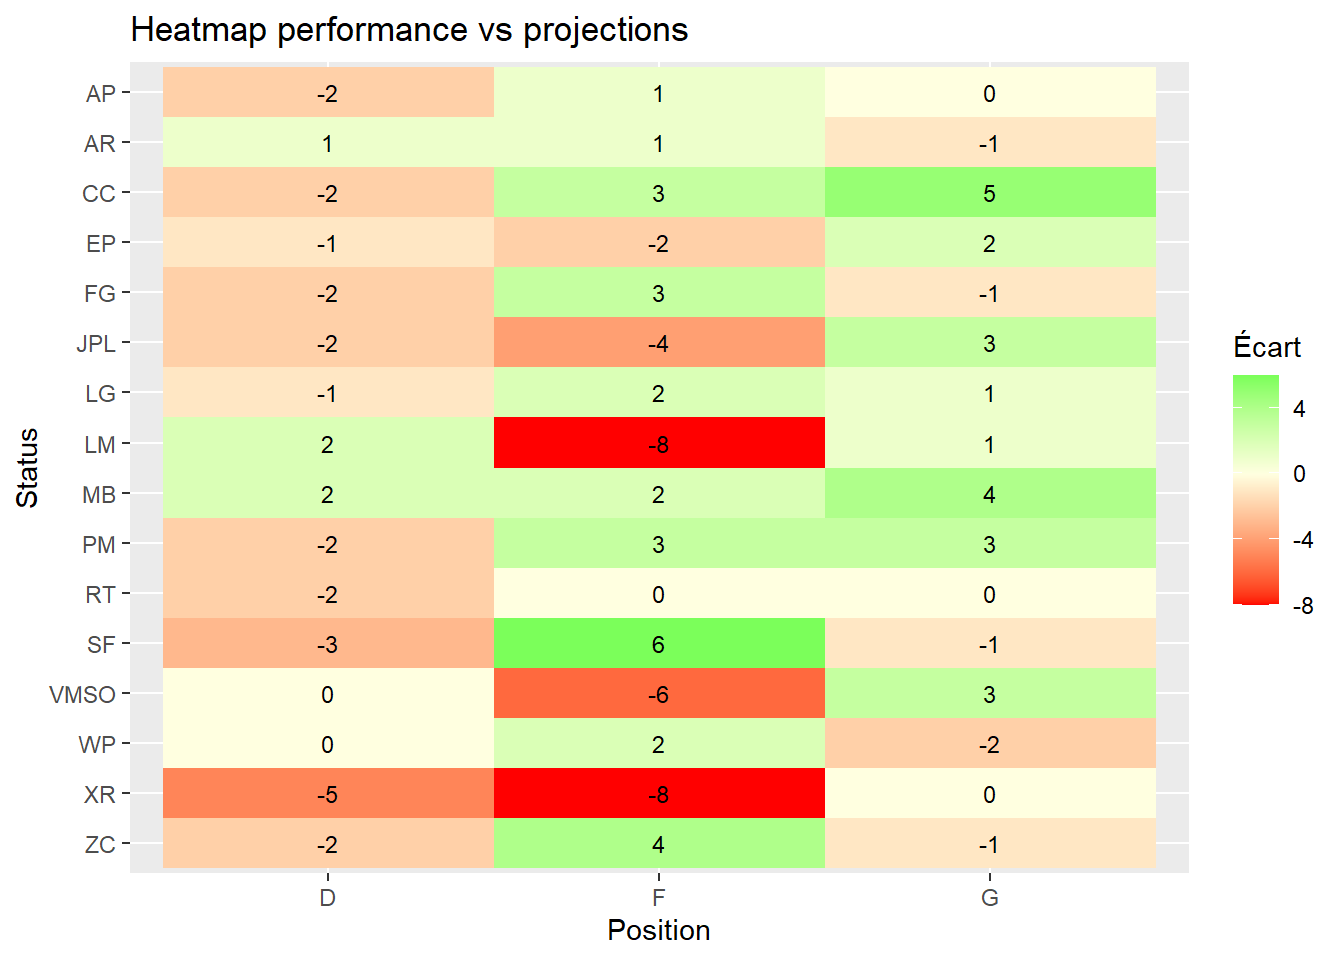 Heatmap performance vs projections
AP -2 1 0
AR 1 1 -1
CC -2 3 5
EP -1 -2 2
FG -2 3 -1
JPL -2 -4 3
LG -1 2 1
LM 2 -8 1
MB 2 2 4
PM -2 3 3
RT -2 0 0
SF -3 6 -1
VMSO 0 -6 3
WP 0 2 -2
XR -5 -8 0
ZC -2 4 -1
D F G
Position
Status
Écart
4
0
-4
-8